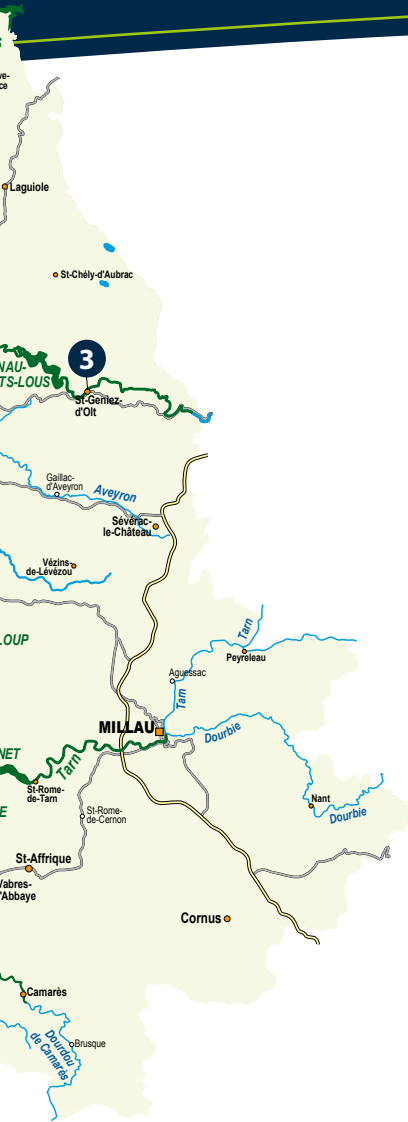 S
ve-
ce
Laguiole
St-Chély-d'Aubrac
NAU-
TS-LOUS
3
St-Geniez-
d'Olt
Gaillac-
d'Aveyron
Aveyron
Sévérac-
le-Château
Vézins-
de-Lévézou
LOUP
Tarn
Peyreleau
Aguessac
Tarn
MILLAU
Dourbie
NET
Tarn
St-Rome-
de-Tarn
Nant
Dourbie
E
St-Rome-
de-Cernon
St-Affrique
Vabres-
'Abbaye
Cornus
Camarès
Brusque
Dourdou
de Camarès